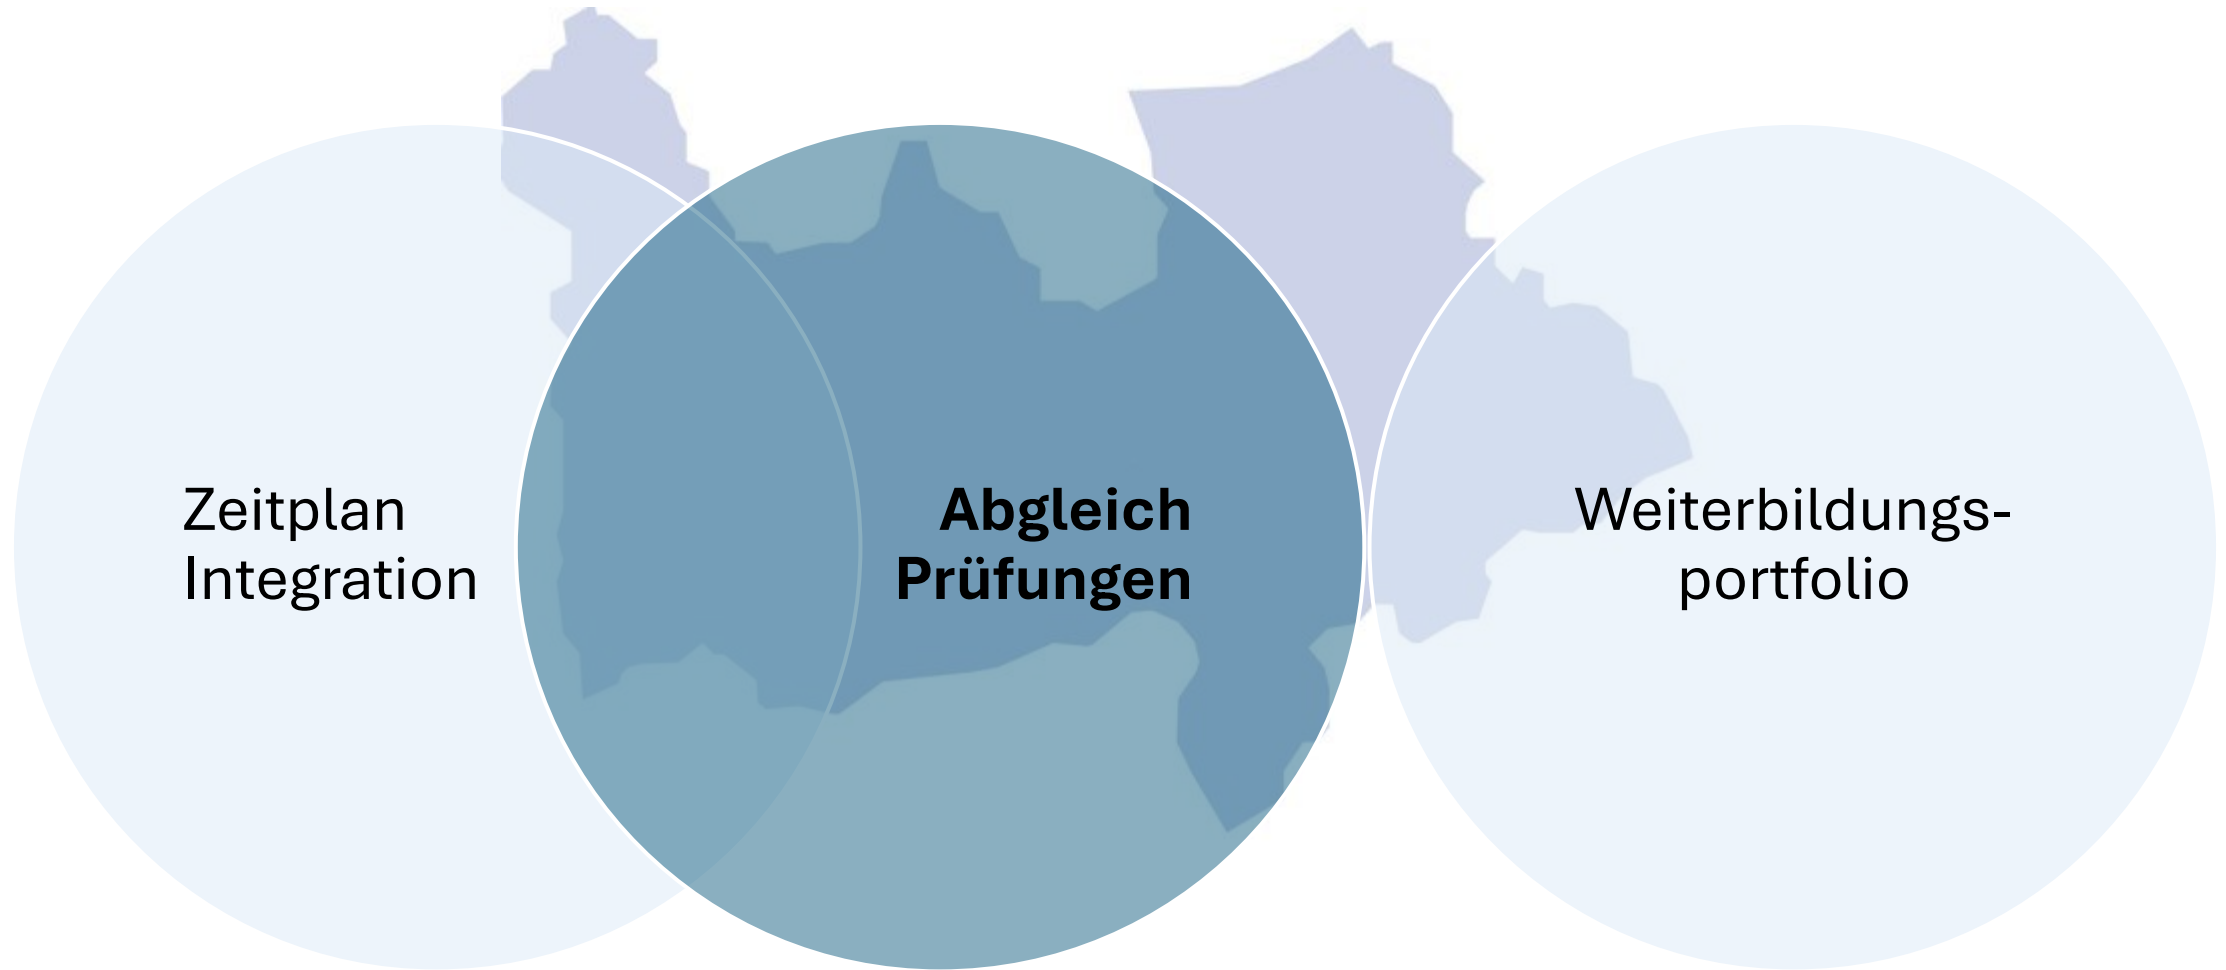 Zeitplan
Integration
Abgleich
Prüfungen
Weiterbildungs-
portfolio